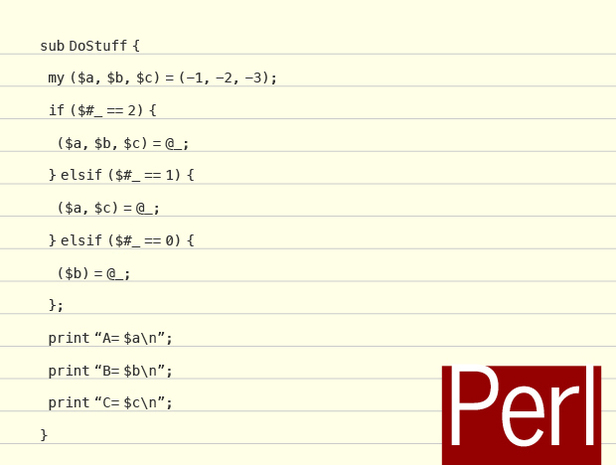 sub DoStuff {
my ($a, $b, $c) = (−1, −2, −3);
if ($#_ == 2) {
($a, $b, $c) = @_;
} elsif ($#_ == 1) {
($a, $c) = @_;
} elsif ($#_ == 0) {
($b) = @_;
};
print “A= $a\n”;
print “B= $b\n”;
print “C= $c\n”;
}
Perl